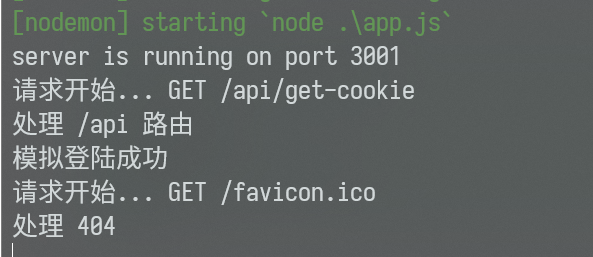 [nodemon] starting `node .\app.js`
server is running on port 3001
请求开始... GET /api/get-cookie
处理 /api 路由
模拟登陆成功
请求开始... GET /favicon.ico
处理 404